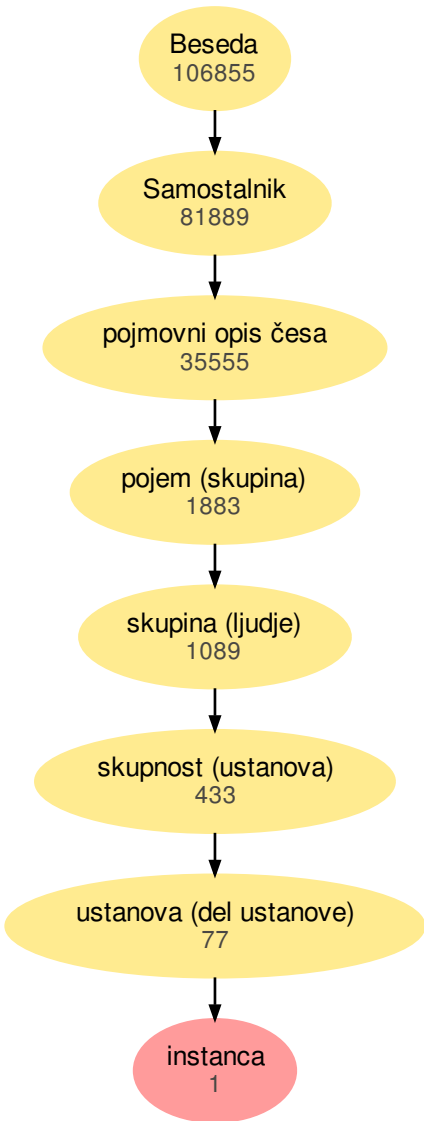 Beseda
106855
Samostalnik
81889
pojmovni opis česa
35555
pojem (skupina)
1883
skupina (ljudje)
1089
skupnost (ustanova)
433
ustanova (del ustanove)
77
instanca
1